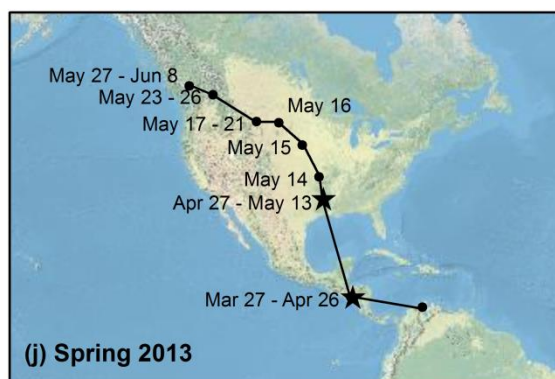 May 27 - Jun 8
May 23 - 26
May 16
May 17 - 21
May 15
May 14
Apr 27 - May 13
Mar 27 - Apr 26
(j) Spring 2013